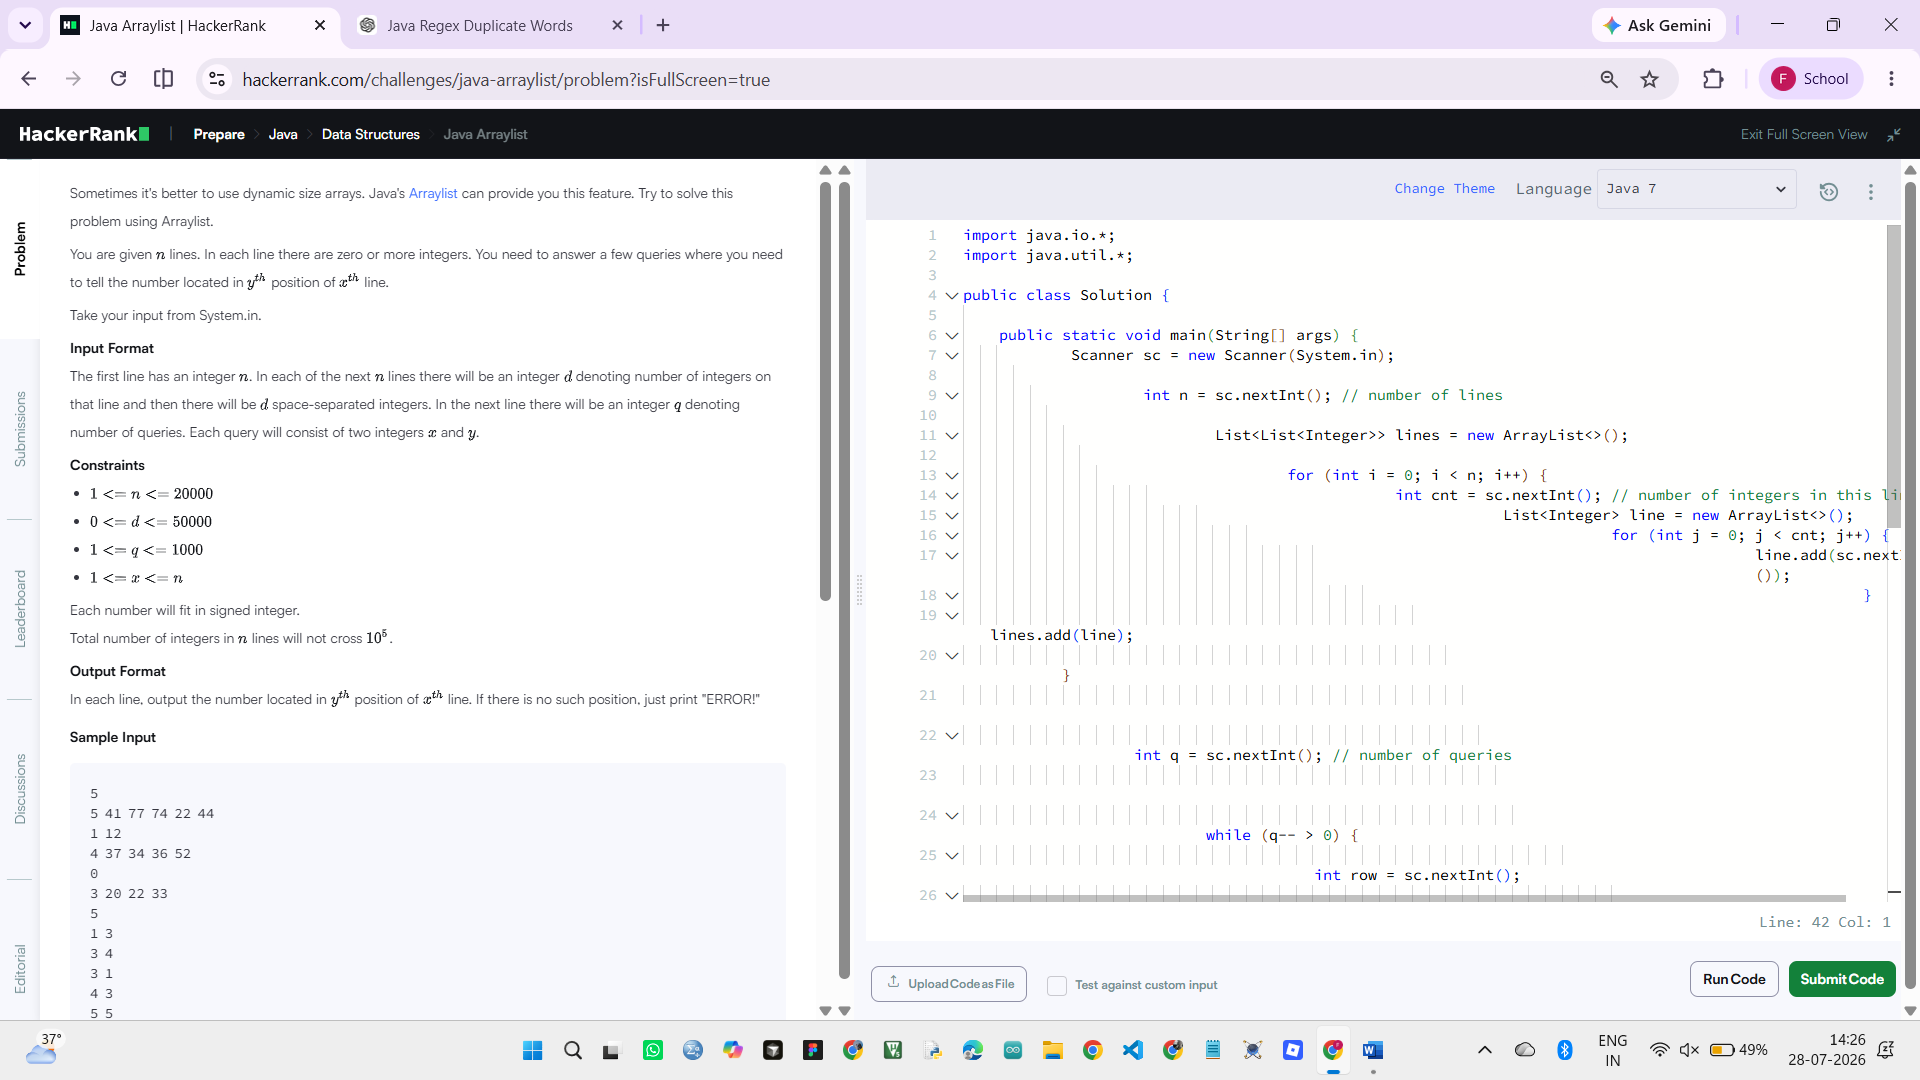 Java Arraylist | HackerRank
Java Regex Duplicate Words
Ask Gemini
hackerrank.com/challenges/java-arraylist/problem?isFullScreen=true
F School
HackerRank
Prepare
Java
Data Structures
Java Arraylist
Exit Full Screen View
Problem
Submissions
Leaderboard
Discussions
Editorial
Sometimes it's better to use dynamic size arrays. Java's Arraylist can provide you this feature. Try to solve this
problem using Arraylist.
You are given n lines. In each line there are zero or more integers. You need to answer a few queries where you need
to tell the number located in y^th position of x^th line.
Take your input from System.in.
Input Format
The first line has an integer n. In each of the next n lines there will be an integer d denoting number of integers on
that line and then there will be d space-separated integers. In the next line there will be an integer q denoting
number of queries. Each query will consist of two integers x and y.
Constraints
• 1 <= n <= 20000
• 0 <= d <= 50000
• 1 <= q <= 1000
• 1 <= x <= n
Each number will fit in signed integer.
Total number of integers in n lines will not cross 10^5.
Output Format
In each line, output the number located in y^th position of x^th line. If there is no such position, just print "ERROR!"
Sample Input
5
5 41 77 74 22 44
1 12
4 37 34 36 52
0
3 20 22 33
5
1 3
3 4
3 1
4 3
5 5
Change Theme
Language
Java 7
1 import java.io.*;
2 import java.util.*;
3
4 public class Solution {
5
6 public static void main(String[] args) {
7 Scanner sc = new Scanner(System.in);
8
9 int n = sc.nextInt(); // number of lines
10
11 List<List<Integer>> lines = new ArrayList<>();
12
13 for (int i = 0; i < n; i++) {
14 int cnt = sc.nextInt(); // number of integers in this li
15 List<Integer> line = new ArrayList<>();
16 for (int j = 0; j < cnt; j++) {
17 line.add(sc.next
());
18 }
19
lines.add(line);
20
}
21
22
int q = sc.nextInt(); // number of queries
23
24
while (q-- > 0) {
25
int row = sc.nextInt();
26
Line: 42 Col: 1
Upload Code as File
Test against custom input
Run Code
Submit Code
37°
ENG
IN
49%
14:26
28-07-2026